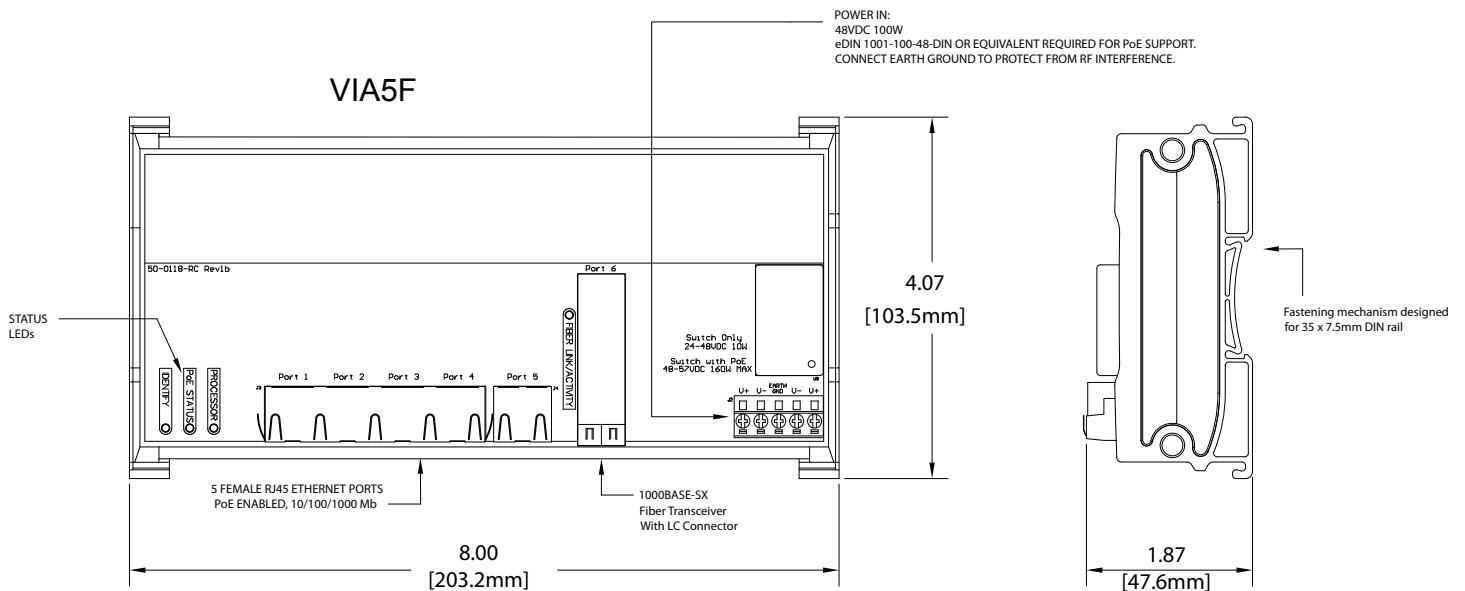 POWER IN:
48VDC 100W
eDIN 1001-100-48-DIN OR EQUIVALENT REQUIRED FOR PoE SUPPORT.
CONNECT EARTH GROUND TO PROTECT FROM RF INTERFERENCE.
VIA5F
50-0118-RC Rev1b
Port 6
STATUS
LEDs
IDENTIFY
PoE STATUS
PROCESSOR
J3
Port 1
Port 2
Port 3
Port 4
Port 5
J4
FIBER LINK/ACTIVITY
Switch Only
24-48VDC 10W
Switch with PoE
48-57VDC 160W MAX
U8
J2
V+ V- EARTH GND V- V+
4.07
[103.5mm]
Fastening mechanism designed
for 35 x 7.5mm DIN rail
5 FEMALE RJ45 ETHERNET PORTS
PoE ENABLED, 10/100/1000 Mb
1000BASE-SX
Fiber Transceiver
With LC Connector
8.00
[203.2mm]
1.87
[47.6mm]